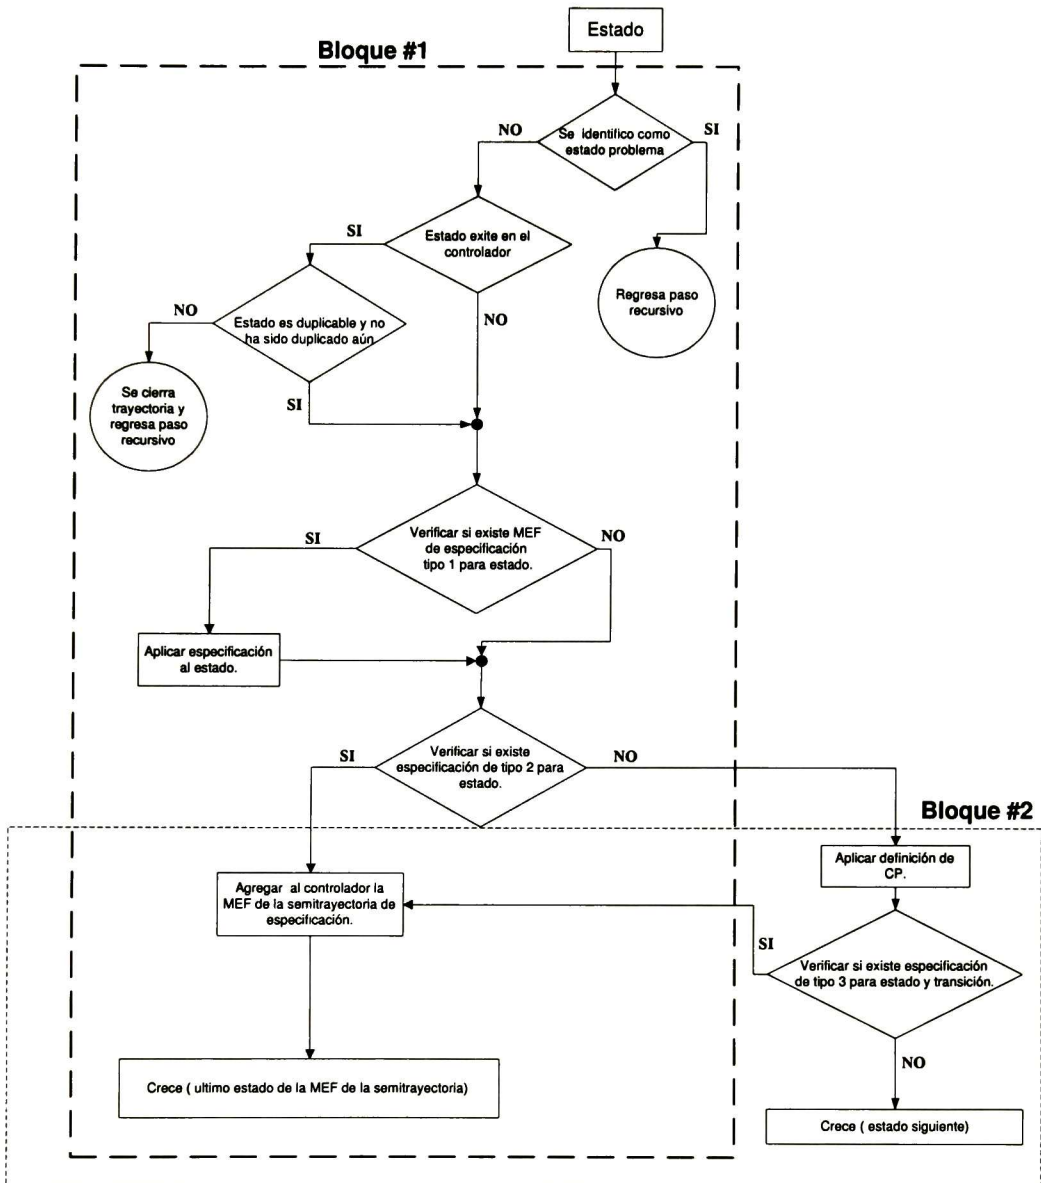 Estado
Bloque #1
Se identifico como
estado problema
NO
SI
Estado exite en el
controlador
SI
NO
Regresa paso
recursivo
Estado es duplicable y no
ha sido duplicado aún
NO
SI
Se cierra
trayectoria y
regresa paso
recursivo
Verificar si existe MEF
de especificación
tipo 1 para estado.
SI
NO
Aplicar especificación
al estado.
Verificar si existe
especificación de tipo 2 para
estado.
SI
NO
Bloque #2
Aplicar definición de
CP.
Agregar al controlador la
MEF de la semitrayectoria de
especificación.
SI
Verificar si existe especificación
de tipo 3 para estado y transición.
NO
Crece ( ultimo estado de la MEF de la semitrayectoria)
Crece ( estado siguiente)